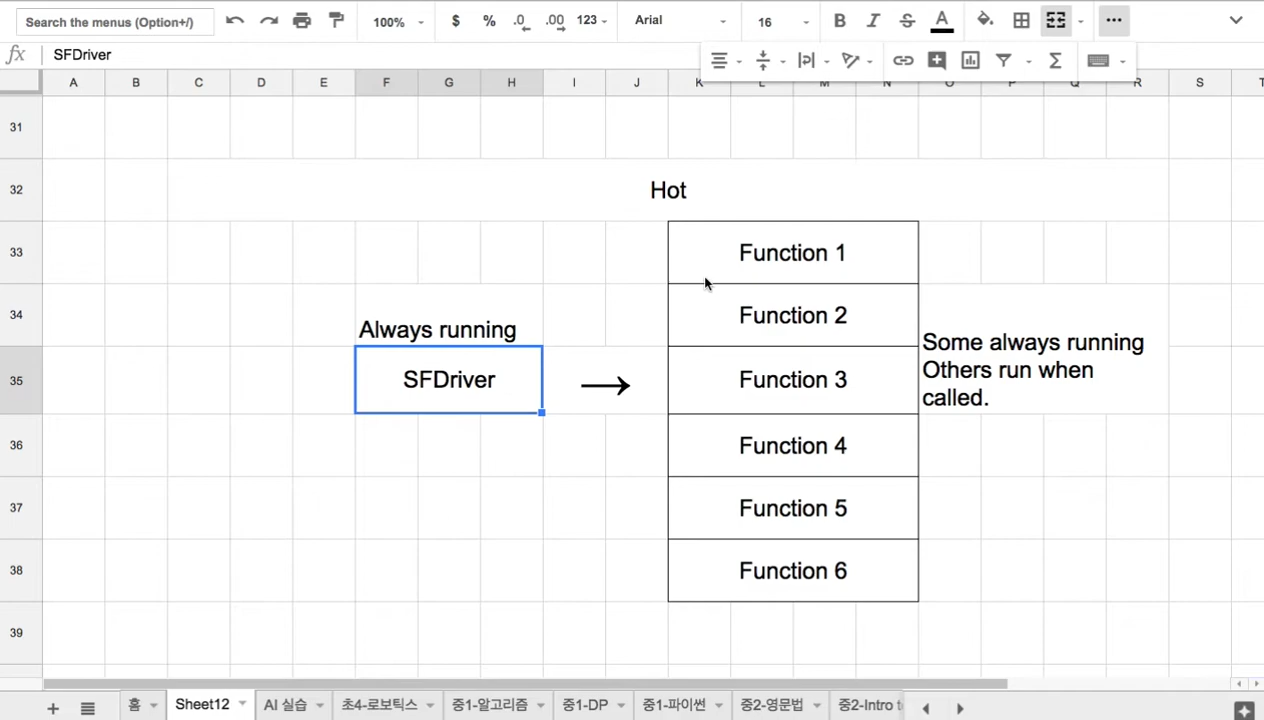 Search the menus (Option+/)
100%
$
%
.0
.00
123
Arial
16
B
I
S
A
fx
SFDriver
A
B
C
D
E
F
G
H
I
J
K
L
M
N
O
P
Q
R
S
T
31
32
Hot
33
Function 1
34
Always running
Function 2
35
SFDriver
→
Function 3
Some always running
Others run when
called.
36
Function 4
37
Function 5
38
Function 6
39
홈
Sheet12
AI 실습
초4-로보틱스
중1-알고리즘
중1-DP
중1-파이썬
중2-영문법
중2-Intro t